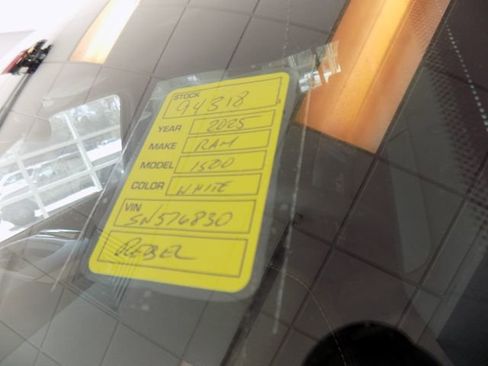 STOCK
94318
YEAR 2025
MAKE RAM
MODEL 1500
COLOR WHITE
VIN
SN576830
REBEL